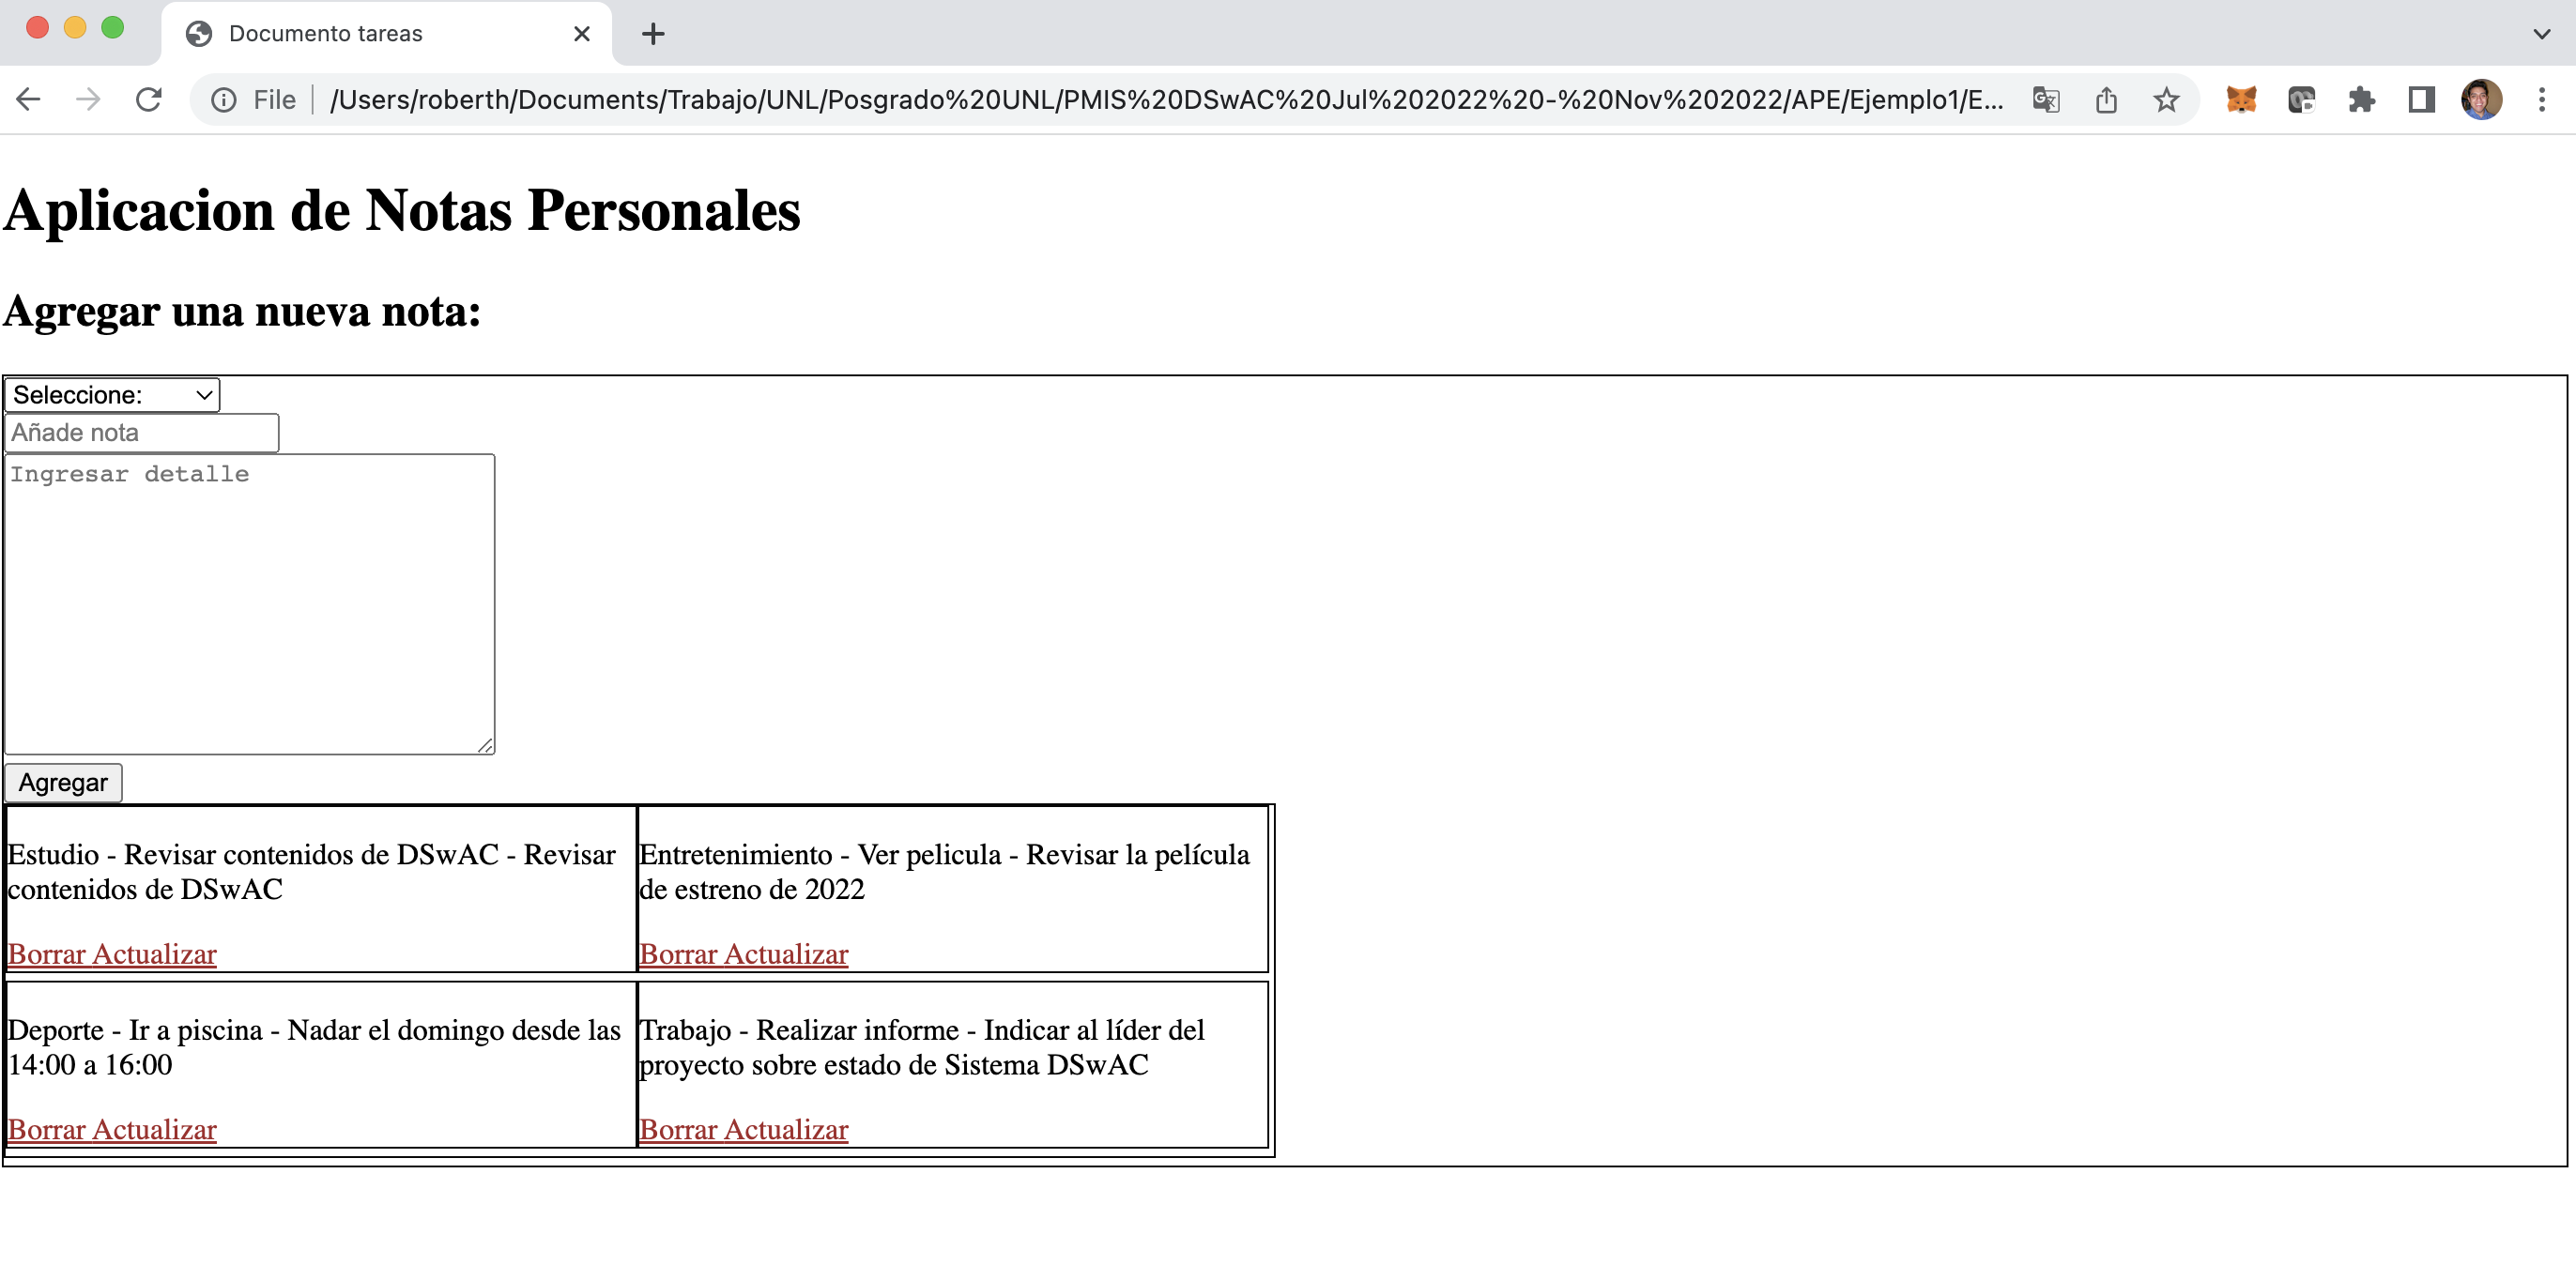 Documento tareas
File /Users/roberth/Documents/Trabajo/UNL/Posgrado%20UNL/PMIS%20DSwAC%20Jul%202022%20-%20Nov%202022/APE/Ejemplo1/E...
Aplicacion de Notas Personales
Agregar una nueva nota:
Seleccione:
Añade nota
Ingresar detalle
Agregar
Estudio - Revisar contenidos de DSwAC - Revisar
contenidos de DSwAC
Borrar Actualizar
Entretenimiento - Ver pelicula - Revisar la película
de estreno de 2022
Borrar Actualizar
Deporte - Ir a piscina - Nadar el domingo desde las
14:00 a 16:00
Borrar Actualizar
Trabajo - Realizar informe - Indicar al líder del
proyecto sobre estado de Sistema DSwAC
Borrar Actualizar